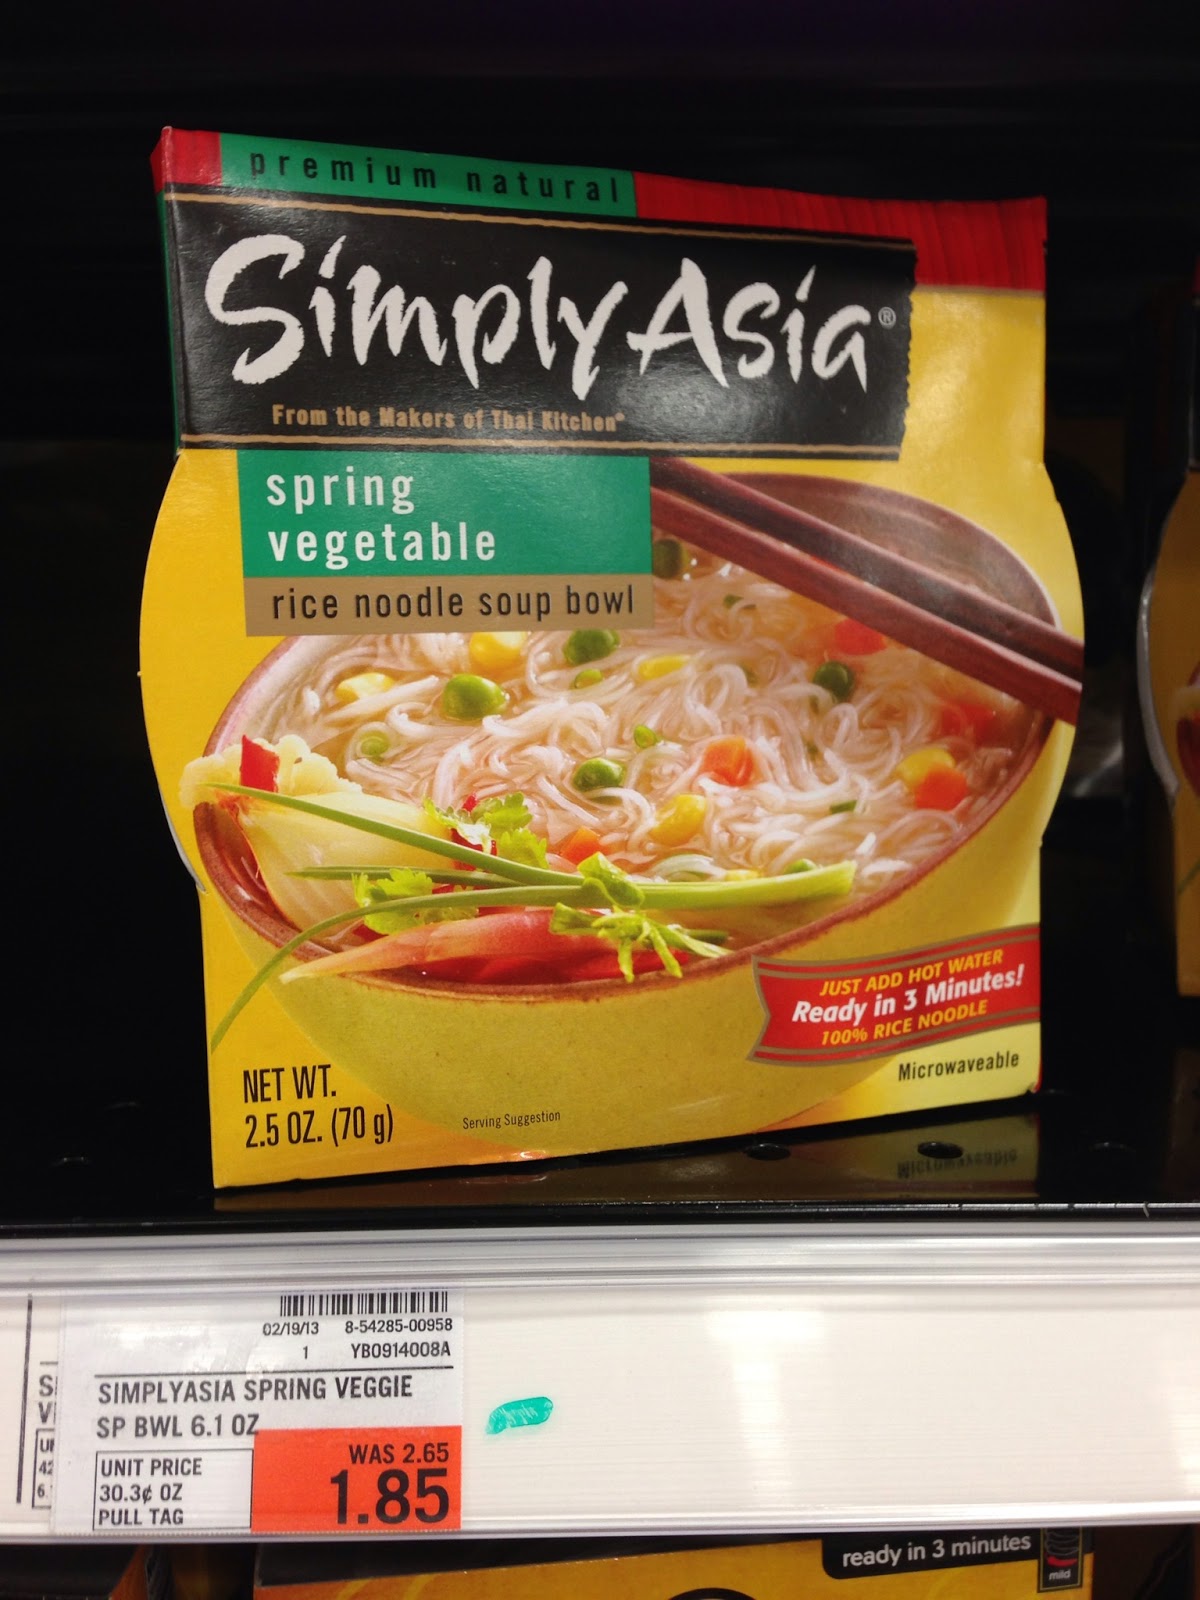 premium natural
Simply Asia®
From the Makers of Thai Kitchen®
spring
vegetable
rice noodle soup bowl
JUST ADD HOT WATER
Ready in 3 Minutes!
100% RICE NOODLE
Microwaveable
NET WT.
2.5 OZ. (70 g)
Serving Suggestion
02/19/13 8-54285-00958
1 YB0914008A
SIMPLYASIA SPRING VEGGIE
SP BWL 6.1 OZ
UNIT PRICE
30.3¢ OZ
PULL TAG
WAS 2.65
1.85
ready in 3 minutes
mild